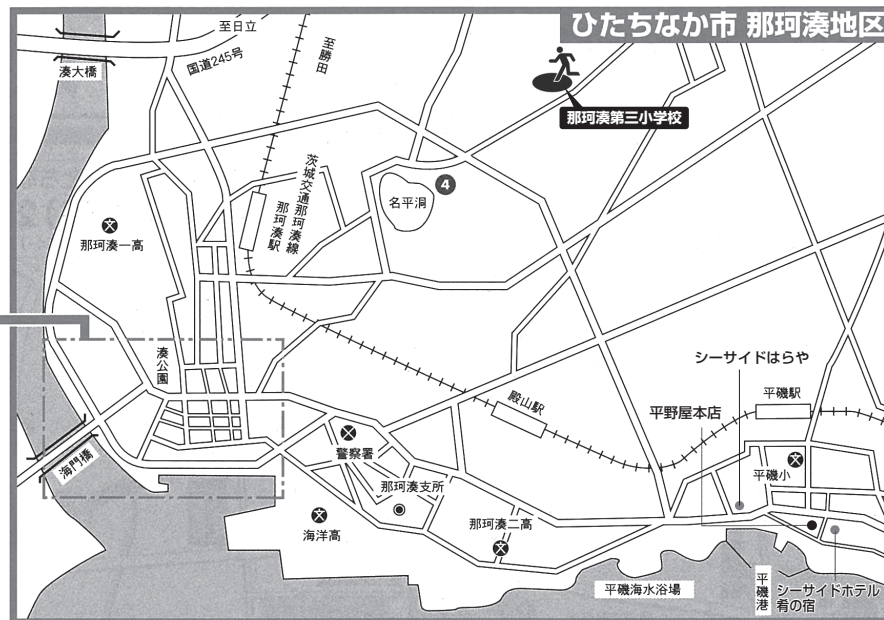 ひたちなか市 那珂湊地区
至日立
国道245号
湊大橋
至勝田
那珂湊第三小学校
茨城交通那珂湊線
那珂湊駅
4
名平洞
那珂湊一高
湊公園
シーサイドはらや
平磯駅
殿山駅
平野屋本店
警察署
海門橋
平磯小
那珂湊支所
那珂湊二高
海洋高
平磯海水浴場
平磯港
シーサイドホテル
肴の宿